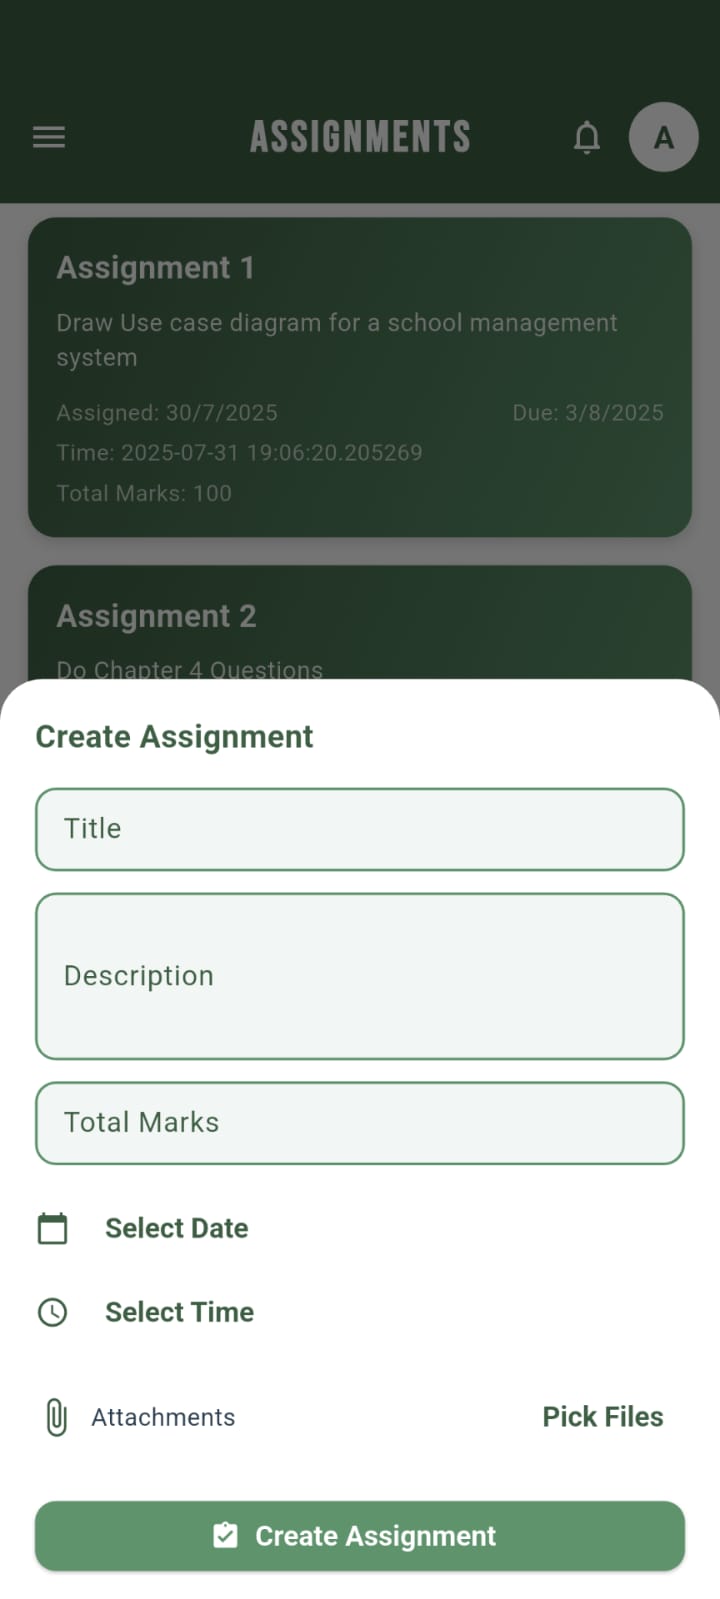 ASSIGNMENTS
A
Assignment 1
Draw Use case diagram for a school management
system
Assigned: 30/7/2025
Due: 3/8/2025
Time: 2025-07-31 19:06:20.205269
Total Marks: 100
Assignment 2
Do Chapter 4 Questions
Create Assignment
Title
Description
Total Marks
Select Date
Select Time
Attachments
Pick Files
Create Assignment